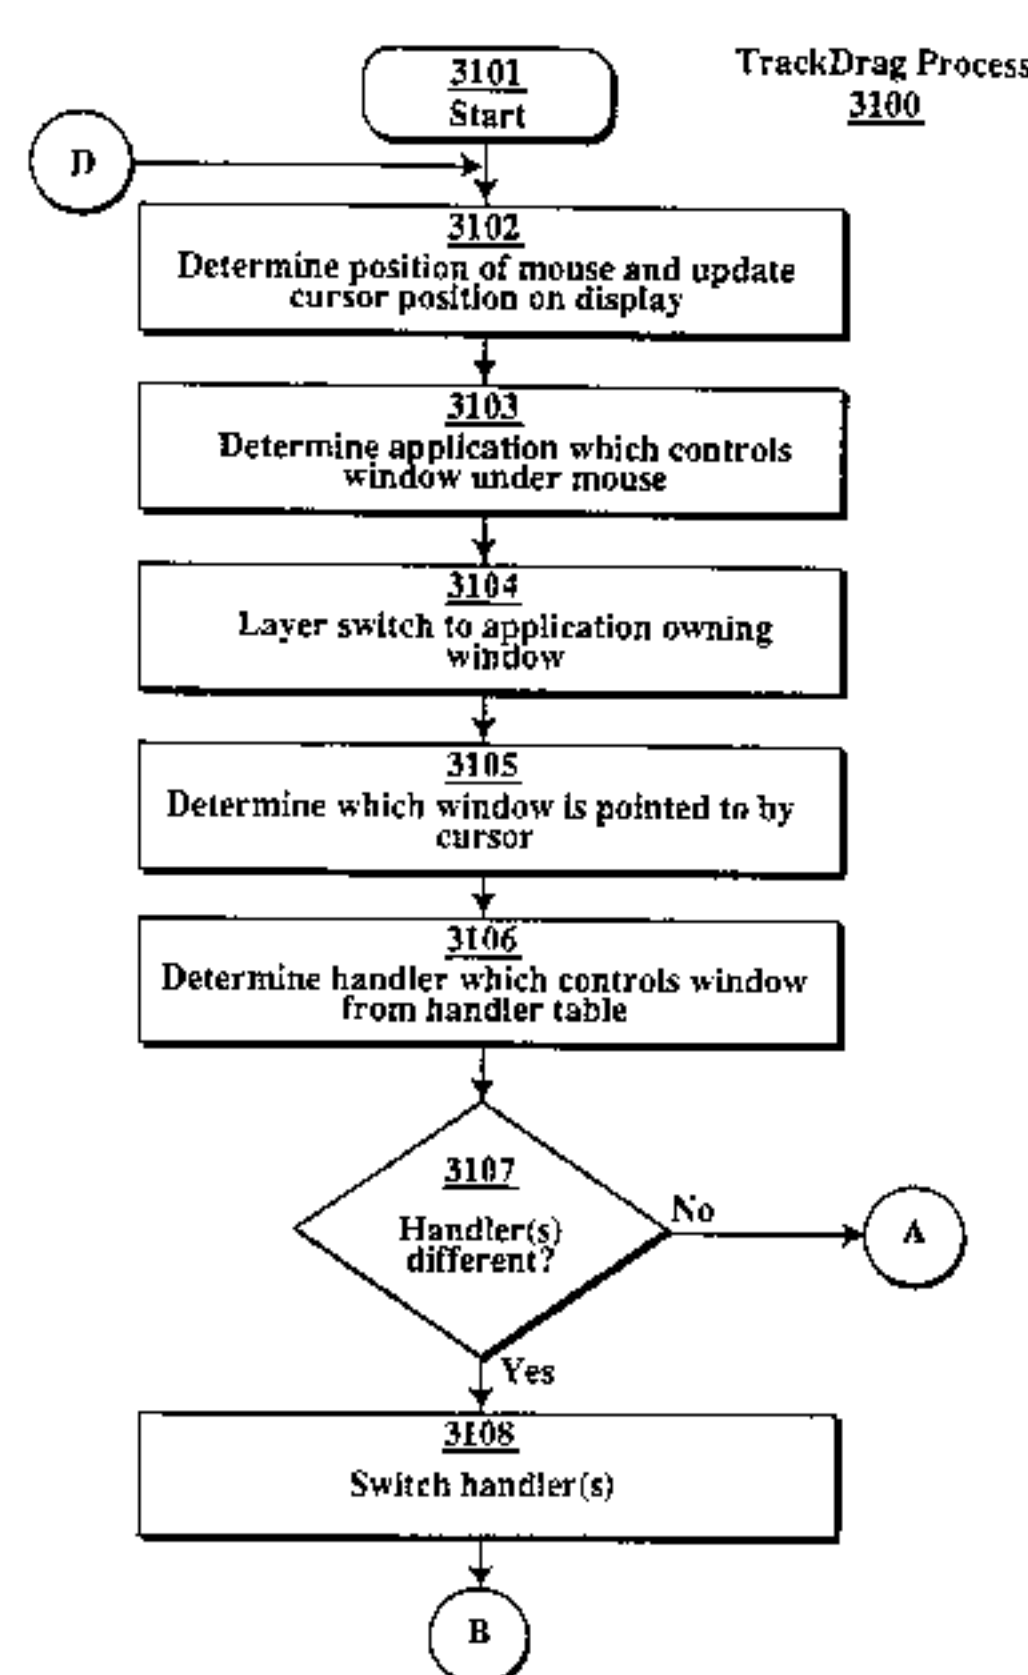 TrackDrag Process
3100
3101
Start
D
3102
Determine position of mouse and update
cursor position on display
3103
Determine application which controls
window under mouse
3104
Layer switch to application owning
window
3105
Determine which window is pointed to by
cursor
3106
Determine handler which controls window
from handler table
3107
Handler(s)
different?
No
A
Yes
3108
Switch handler(s)
B